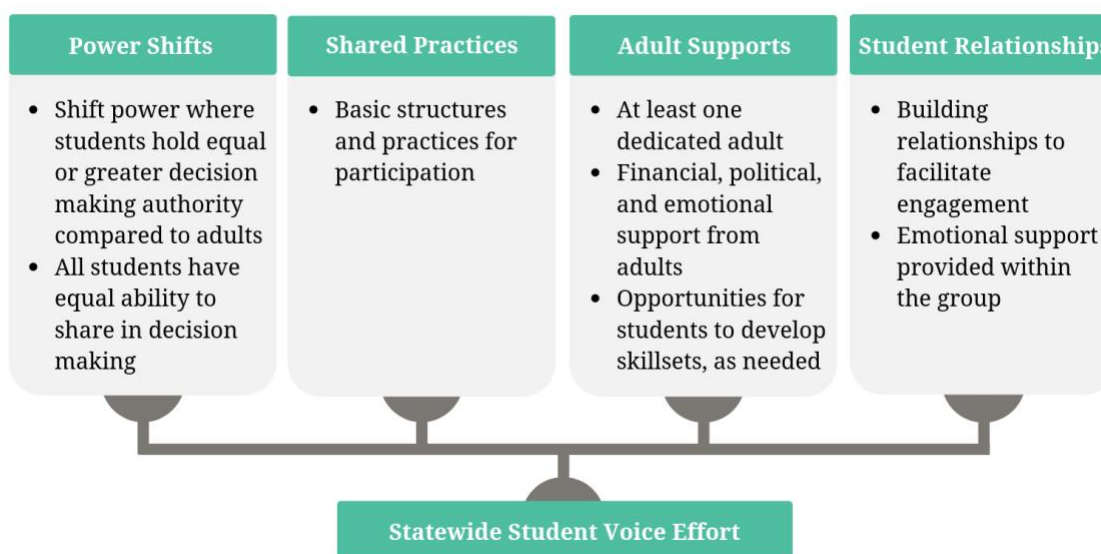 Power Shifts
• Shift power where
students hold equal
or greater decision
making authority
compared to adults
• All students have
equal ability to
share in decision
making
Shared Practices
• Basic structures
and practices for
participation
Adult Supports
• At least one
dedicated adult
• Financial, political,
and emotional
support from
adults
• Opportunities for
students to develop
skillsets, as needed
Student Relationships
• Building
relationships to
facilitate
engagement
• Emotional support
provided within
the group
Statewide Student Voice Effort